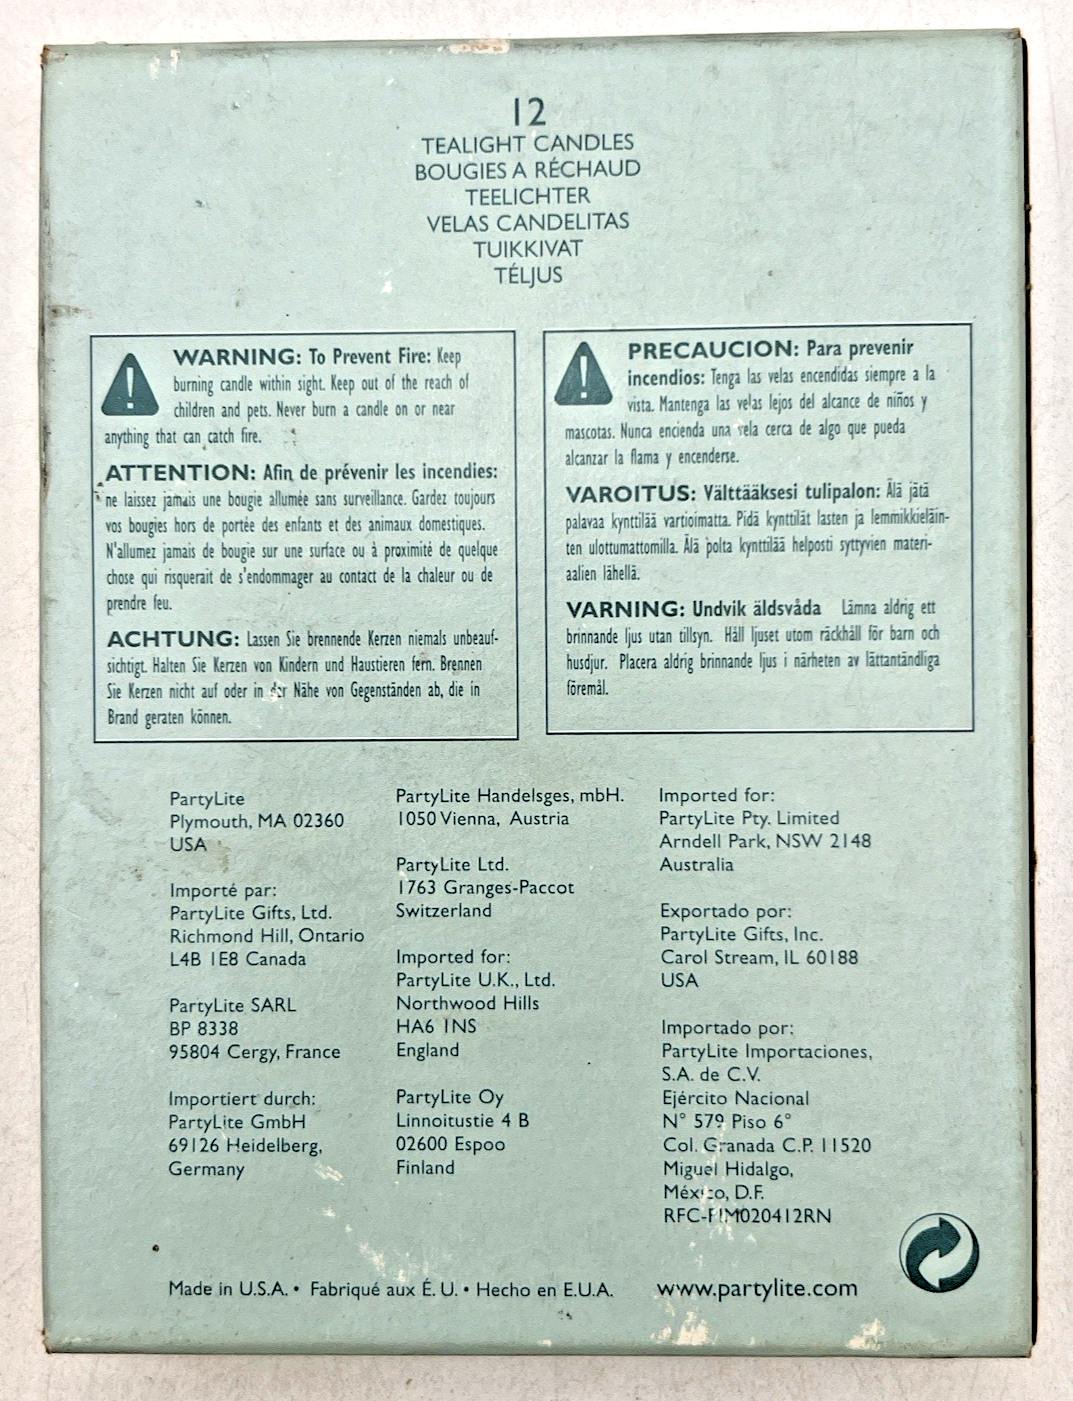 12
TEALIGHT CANDLES
BOUGIES A RÉCHAUD
TEELICHTER
VELAS CANDELITAS
TUIKKIVAT
TÉLJUS
WARNING: To Prevent Fire: Keep
burning candle within sight. Keep out of the reach of
children and pets. Never burn a candle on or near
anything that can catch fire.
ATTENTION: Afin de prévenir les incendies:
ne laissez jamais une bougie allumée sans surveillance. Gardez toujours
vos bougies hors de portée des enfants et des animaux domestiques.
N'allumez jamais de bougie sur une surface ou à proximité de quelque
chose qui risquerait de s'endommager au contact de la chaleur ou de
prendre feu.
ACHTUNG: Lassen Sie brennende Kerzen niemals unbeauf-
sichtigt. Halten Sie Kerzen von Kindern und Haustieren fern. Brennen
Sie Kerzen nicht auf oder in der Nähe von Gegenständen ab, die in
Brand geraten können.
PRECAUCION: Para prevenir
incendios: Tenga las velas encendidas siempre a la
vista. Mantenga las velas lejos del alcance de niños y
mascotas. Nunca encienda una vela cerca de algo que pueda
alcanzar la flama y encenderse.
VAROITUS: Välttääksesi tulipalon: Älä jätä
palavaa kynttilää vartioimatta. Pidä kynttilät lasten ja lemmikkieläin-
ten ulottumattomilla. Älä polta kynttilää helposti syttyvien materi-
aalien lähellä.
VARNING: Undvik äldsvåda Lämna aldrig ett
brinnande ljus utan tillsyn. Håll ljuset utom räckhåll för barn och
husdjur. Placera aldrig brinnande ljus i närheten av lättantändliga
föremål.
PartyLite
Plymouth, MA 02360
USA
Importé par:
PartyLite Gifts, Ltd.
Richmond Hill, Ontario
L4B 1E8 Canada
PartyLite SARL
BP 8338
95804 Cergy, France
Importiert durch:
PartyLite GmbH
69126 Heidelberg,
Germany
PartyLite Handelsges, mbH.
1050 Vienna, Austria
PartyLite Ltd.
1763 Granges-Paccot
Switzerland
Imported for:
PartyLite U.K., Ltd.
Northwood Hills
HA6 1NS
England
PartyLite Oy
Linnoitustie 4 B
02600 Espoo
Finland
Imported for:
PartyLite Pty. Limited
Arndell Park, NSW 2148
Australia
Exportado por:
PartyLite Gifts, Inc.
Carol Stream, IL 60188
USA
Importado por:
PartyLite Importaciones,
S.A. de C.V.
Ejército Nacional
N° 579 Piso 6°
Col. Granada C.P. 11520
Miguel Hidalgo,
México, D.F.
RFC-PIM020412RN
Made in U.S.A. • Fabriqué aux É. U. • Hecho en E.U.A.
www.partylite.com